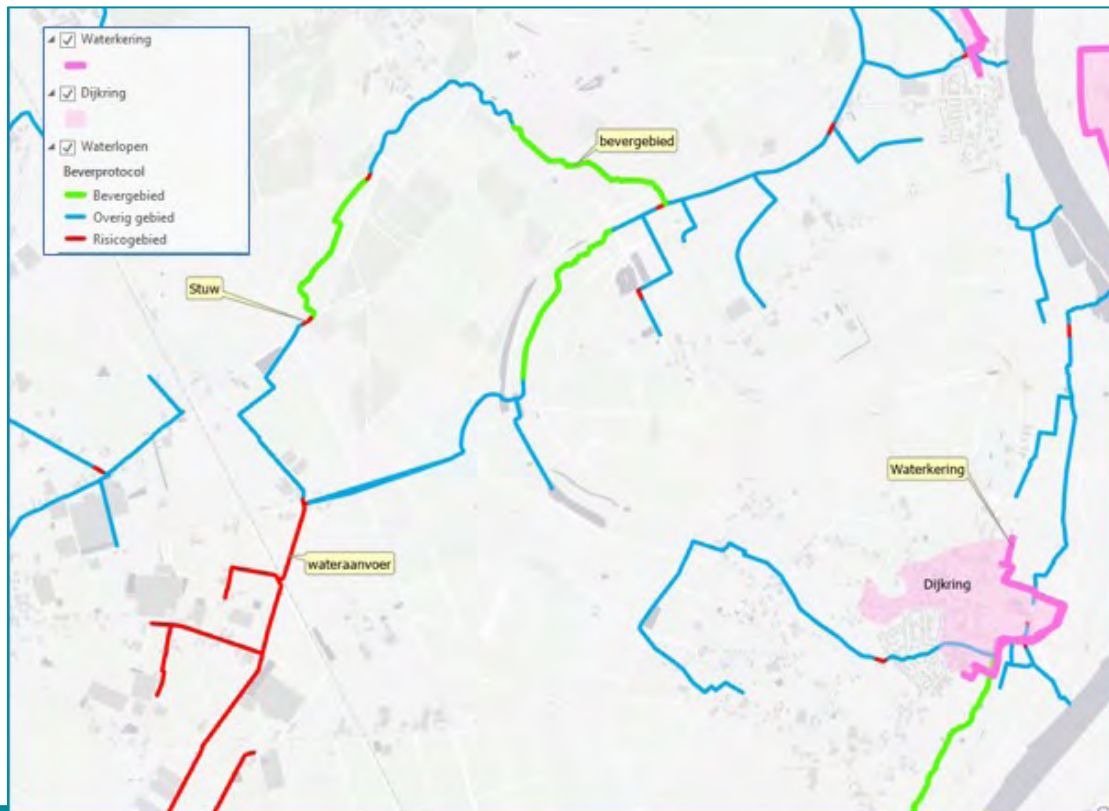 Waterkering
Dijkring
Waterlopen
Beverprotocol
Bevergebied
Overig gebied
Risicogebied
bevergebied
Stuw
Waterkering
wateraanvoer
Dijkring